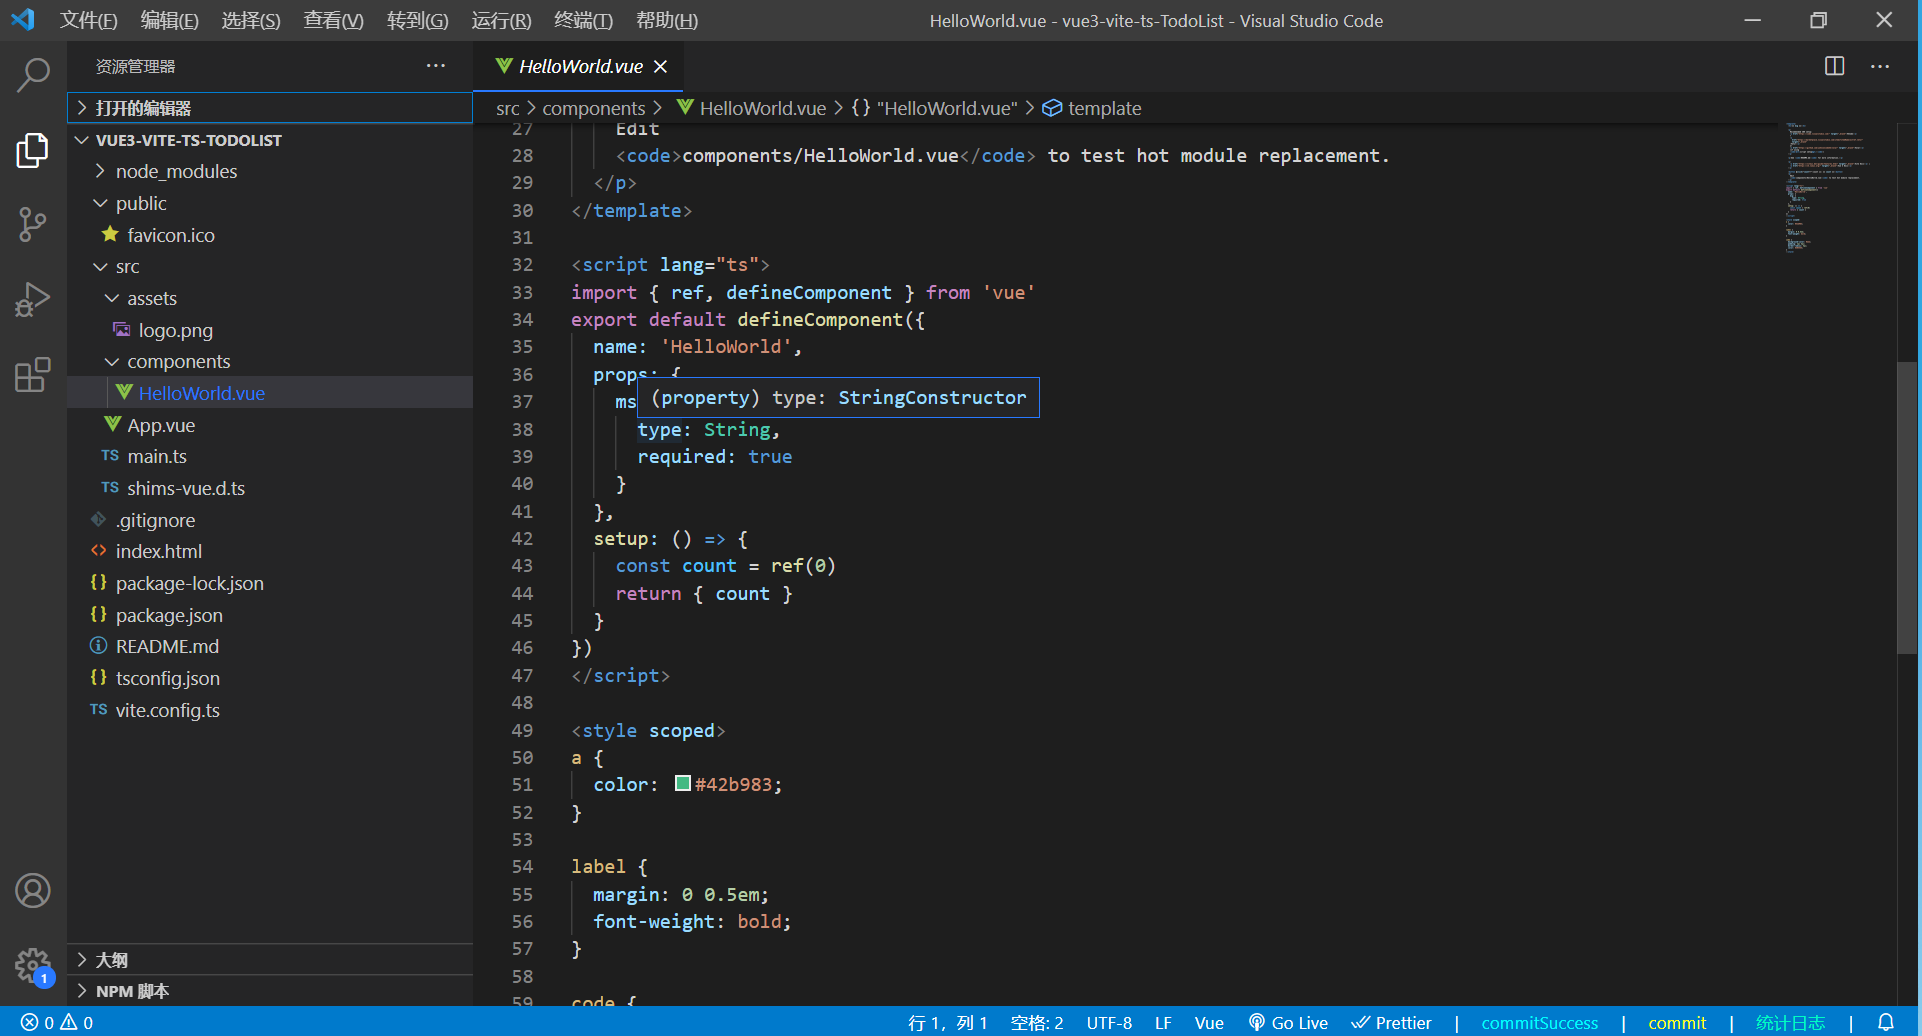 文件(F) 编辑(E) 选择(S) 查看(V) 转到(G) 运行(R) 终端(T) 帮助(H) HelloWorld.vue - vue3-vite-ts-TodoList - Visual Studio Code
资源管理器
打开的编辑器
VUE3-VITE-TS-TODOLIST
node_modules
public
favicon.ico
src
assets
logo.png
components
HelloWorld.vue
App.vue
TS main.ts
TS shims-vue.d.ts
.gitignore
<> index.html
{} package-lock.json
{} package.json
README.md
{} tsconfig.json
TS vite.config.ts
大纲
NPM 脚本
1
HelloWorld.vue
src > components > HelloWorld.vue > {} "HelloWorld.vue" > template
27 Edit
28 <code>components/HelloWorld.vue</code> to test hot module replacement.
29 </p>
30 </template>
31
32 <script lang="ts">
33 import { ref, defineComponent } from 'vue'
34 export default defineComponent({
35 name: 'HelloWorld',
36 props: {
(property) type: StringConstructor
37 ms
38 type: String,
39 required: true
40 }
41 },
42 setup: () => {
43 const count = ref(0)
44 return { count }
45 }
46 })
47 </script>
48
49 <style scoped>
50 a {
51 color: #42b983;
52 }
53
54 label {
55 margin: 0 0.5em;
56 font-weight: bold;
57 }
58
59 code {
0 0 行 1，列 1 空格: 2 UTF-8 LF Vue Go Live Prettier | commitSuccess | commit | 统计日志 |